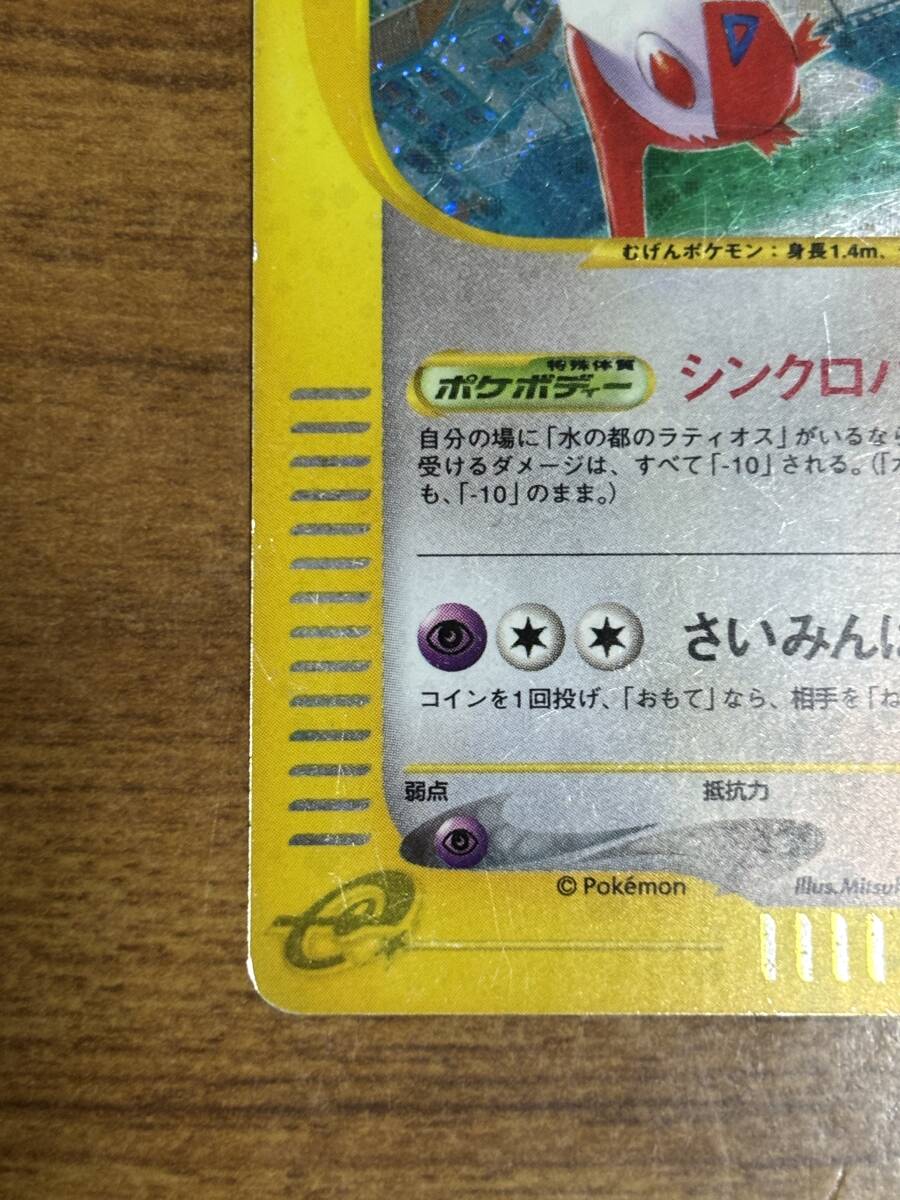 むげんポケモン：身長1.4m、
特殊体質
ポケボディー
シンクロ
自分の場に「水の都のラティオス」がいるなら
受けるダメージは、すべて「-10」される。（「
も、「-10」のまま。）
さいみんは
コインを1回投げ、「おもて」なら、相手を「ね
弱点 抵抗力
© Pokémon Illus.Mitsu
e